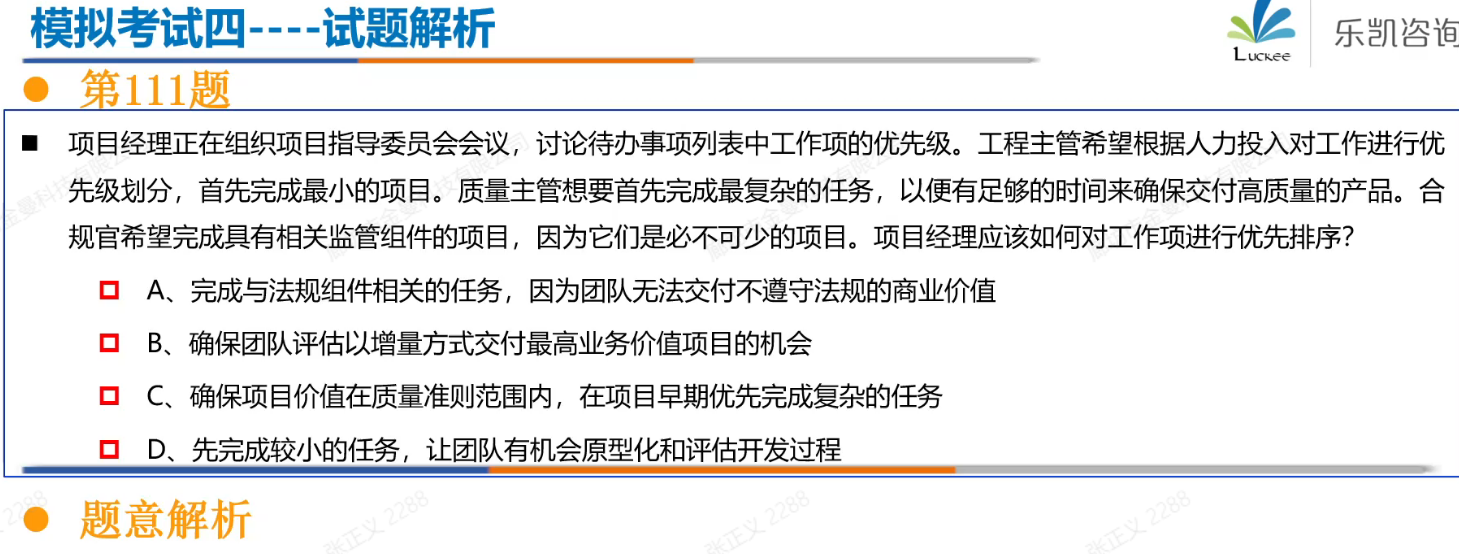 模拟考试四----试题解析
LUCKEE
乐凯咨询
第111题
项目经理正在组织项目指导委员会会议，讨论待办事项列表中工作项的优先级。工程主管希望根据人力投入对工作进行优
先级划分，首先完成最小的项目。质量主管想要首先完成最复杂的任务，以便有足够的时间来确保交付高质量的产品。合
规官希望完成具有相关监管组件的项目，因为它们是必不可少的项目。项目经理应该如何对工作项进行优先排序？
A、完成与法规组件相关的任务，因为团队无法交付不遵守法规的商业价值
B、确保团队评估以增量方式交付最高业务价值项目的机会
C、确保项目价值在质量准则范围内，在项目早期优先完成复杂的任务
D、先完成较小的任务，让团队有机会原型化和评估开发过程
题意解析
张正义 2288
张正义 2288
张正义 2288